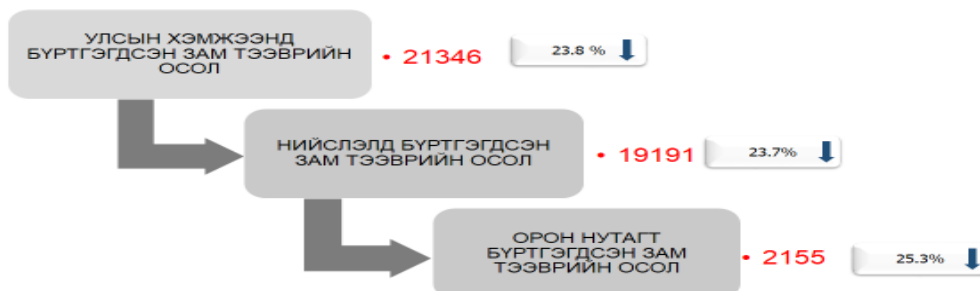 УЛСЫН ХЭМЖЭЭНД
БҮРТГЭГДСЭН ЗАМ ТЭЭВРИЙН
ОСОЛ
• 21346
23.8 %
НИЙСЛЭЛД БҮРТГЭГДСЭН
ЗАМ ТЭЭВРИЙН ОСОЛ
• 19191
23.7%
ОРОН НУТАГТ
БҮРТГЭГДСЭН ЗАМ
ТЭЭВРИЙН ОСОЛ
• 2155
25.3%